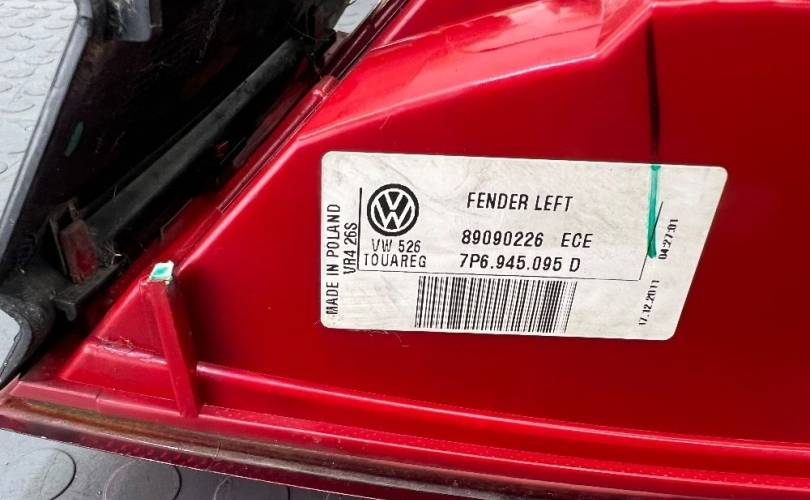 FENDER LEFT
89090226 ECE
7P6.945.095 D
VW 526
TOUAREG
MADE IN POLAND
VR4 26S
17.12.2011 04:27:01